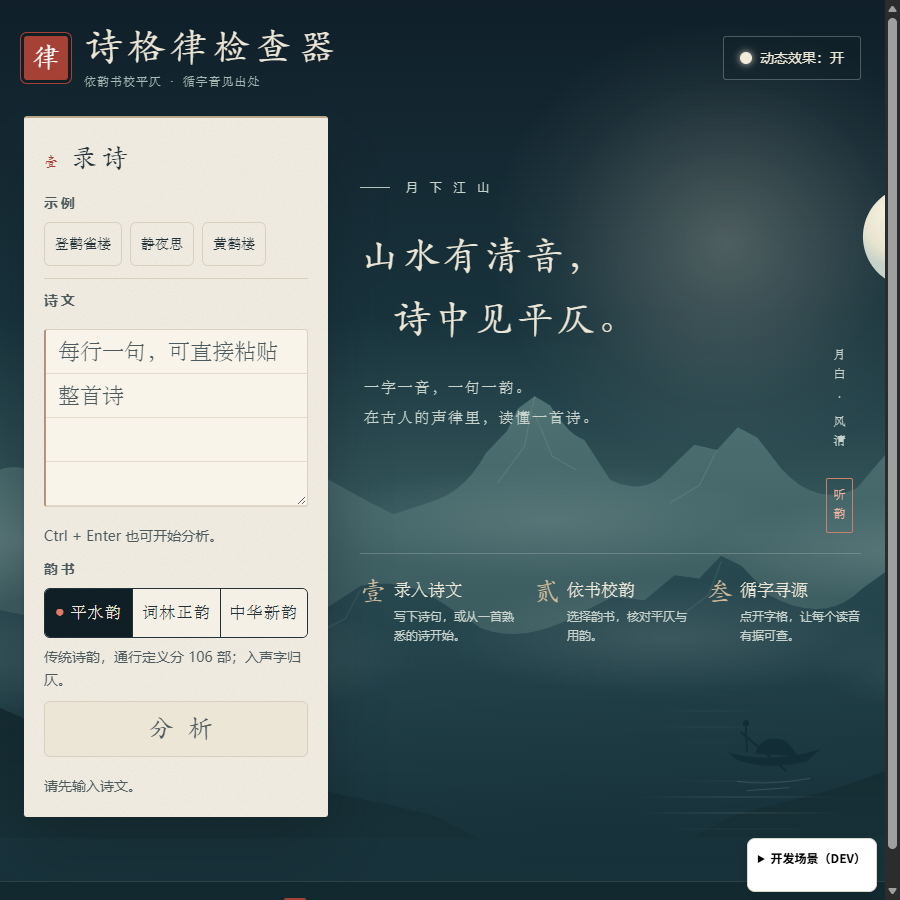 律
诗格律检查器
依韵书校平仄 · 循字音见出处
动态效果：开
壹 录诗
示例
登鹳雀楼 静夜思 黄鹤楼
诗文
每行一句，可直接粘贴
整首诗
Ctrl + Enter 也可开始分析。
韵书
平水韵 词林正韵 中华新韵
传统诗韵，通行定义分 106 部；入声字归
仄。
分 析
请先输入诗文。
月下江山
山水有清音，
诗中见平仄。
一字一音，一句一韵。
在古人的声律里，读懂一首诗。
月白·风清
听韵
壹 录入诗文
写下诗句，或从一首熟
悉的诗开始。
贰 依书校韵
选择韵书，核对平仄与
用韵。
叁 循字寻源
点开字格，让每个读音
有据可查。
开发场景（DEV）